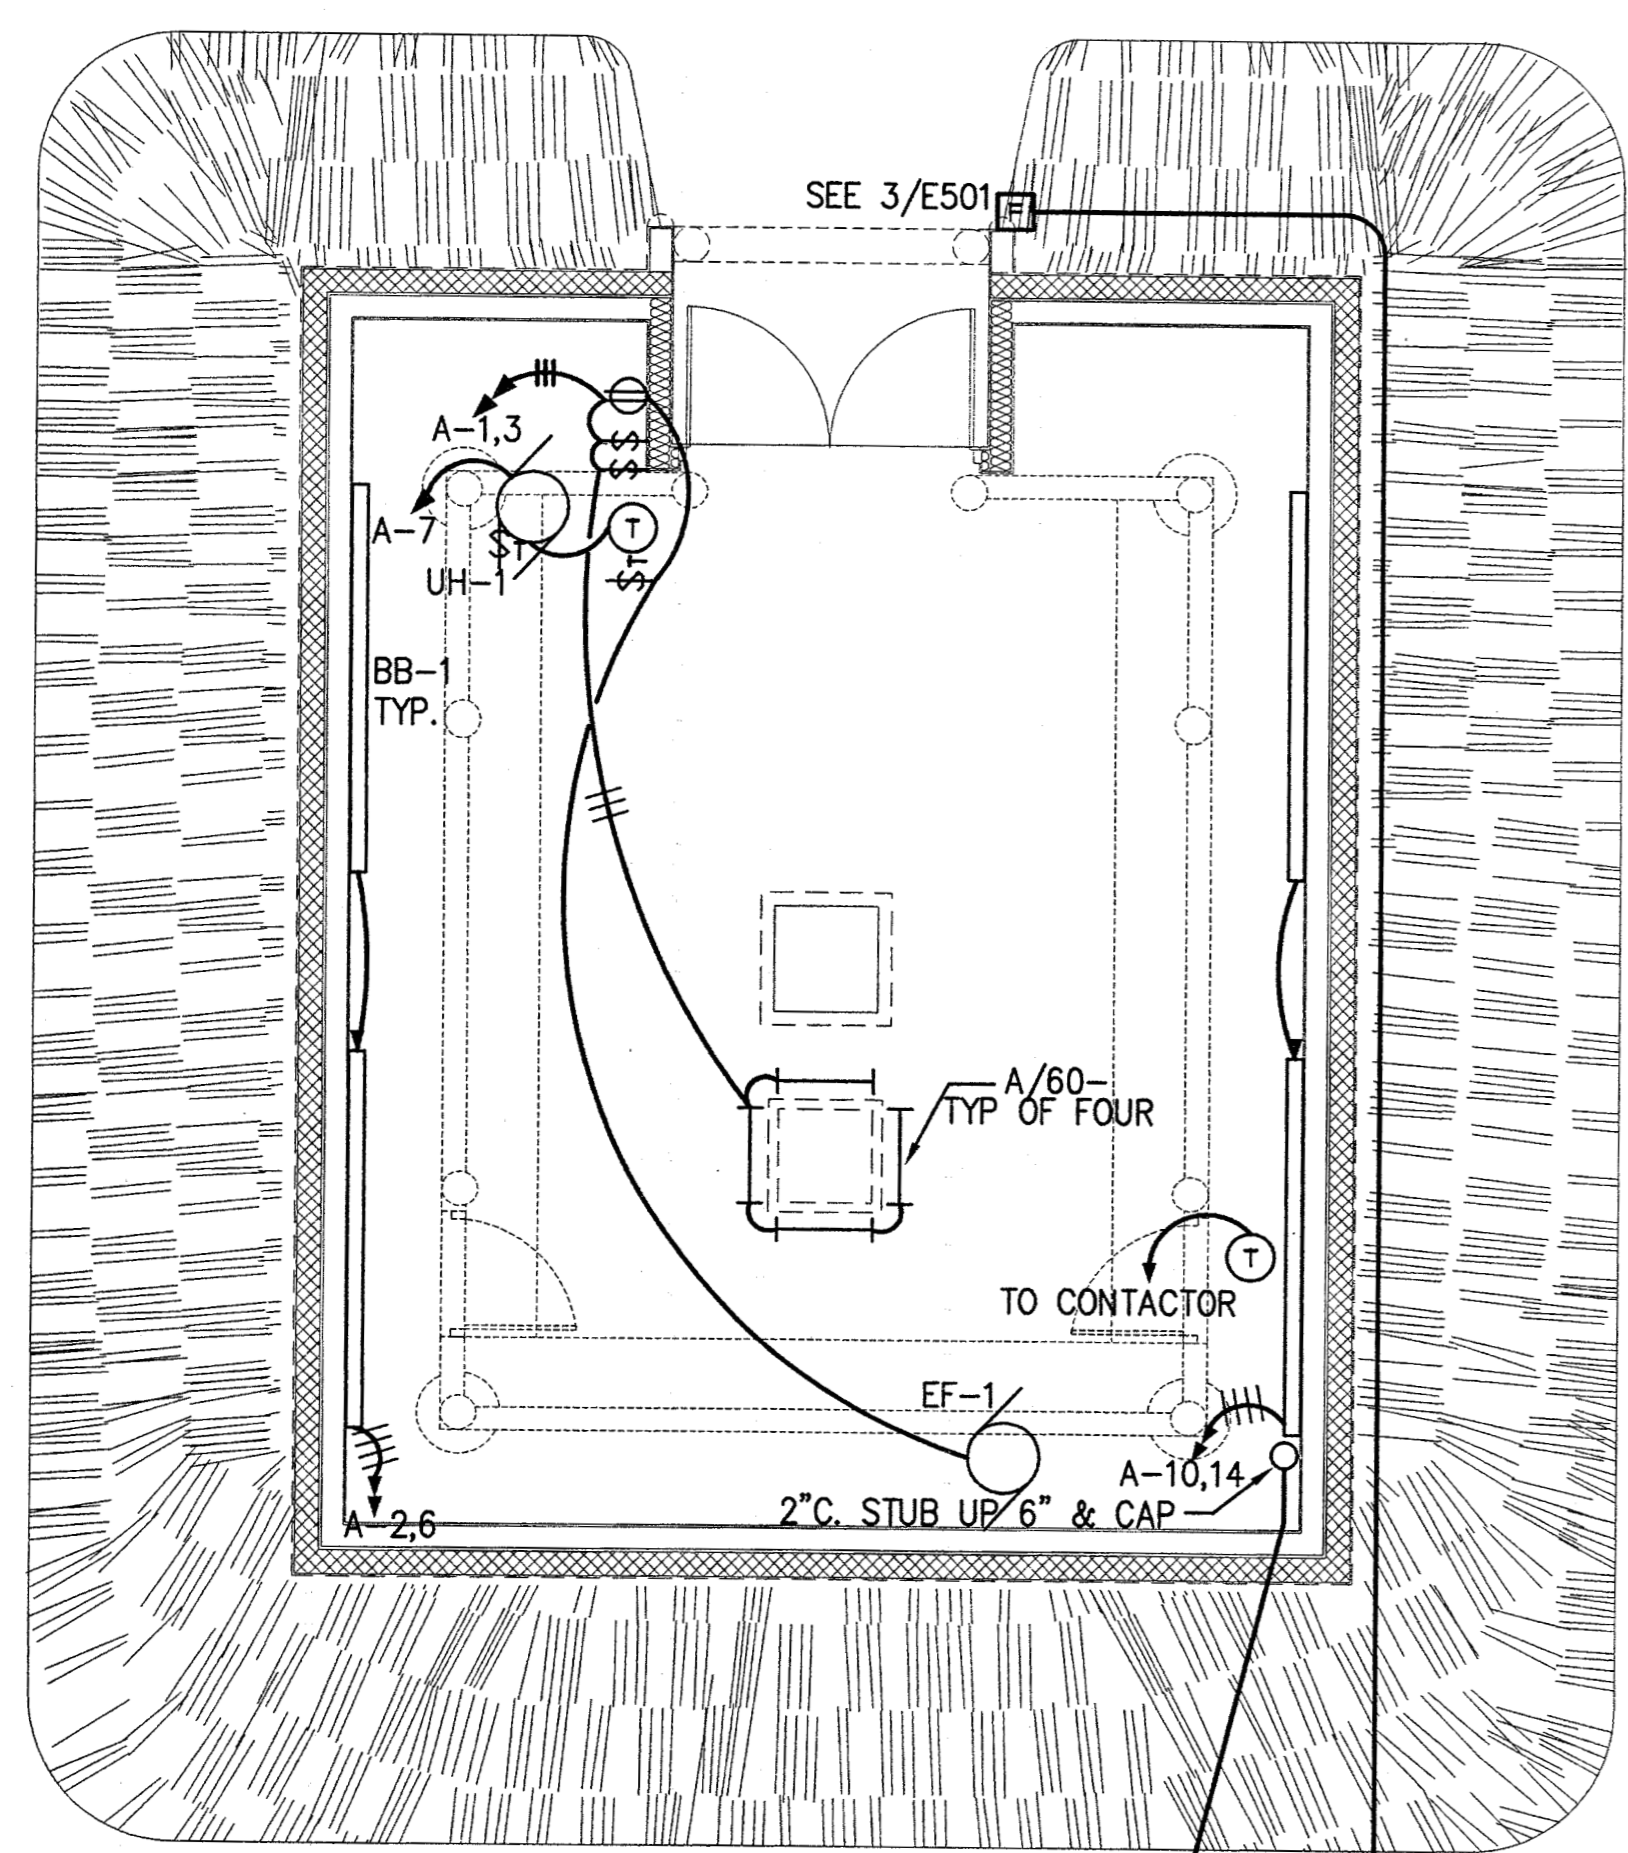 SEE 3/E501
F
A-1,3
$
$
A-7
T
$T
$T
UH-1
BB-1
TYP.
A/60-
TYP OF FOUR
T
TO CONTACTOR
EF-1
A-10,14
2"C. STUB UP 6" & CAP
A-2,6